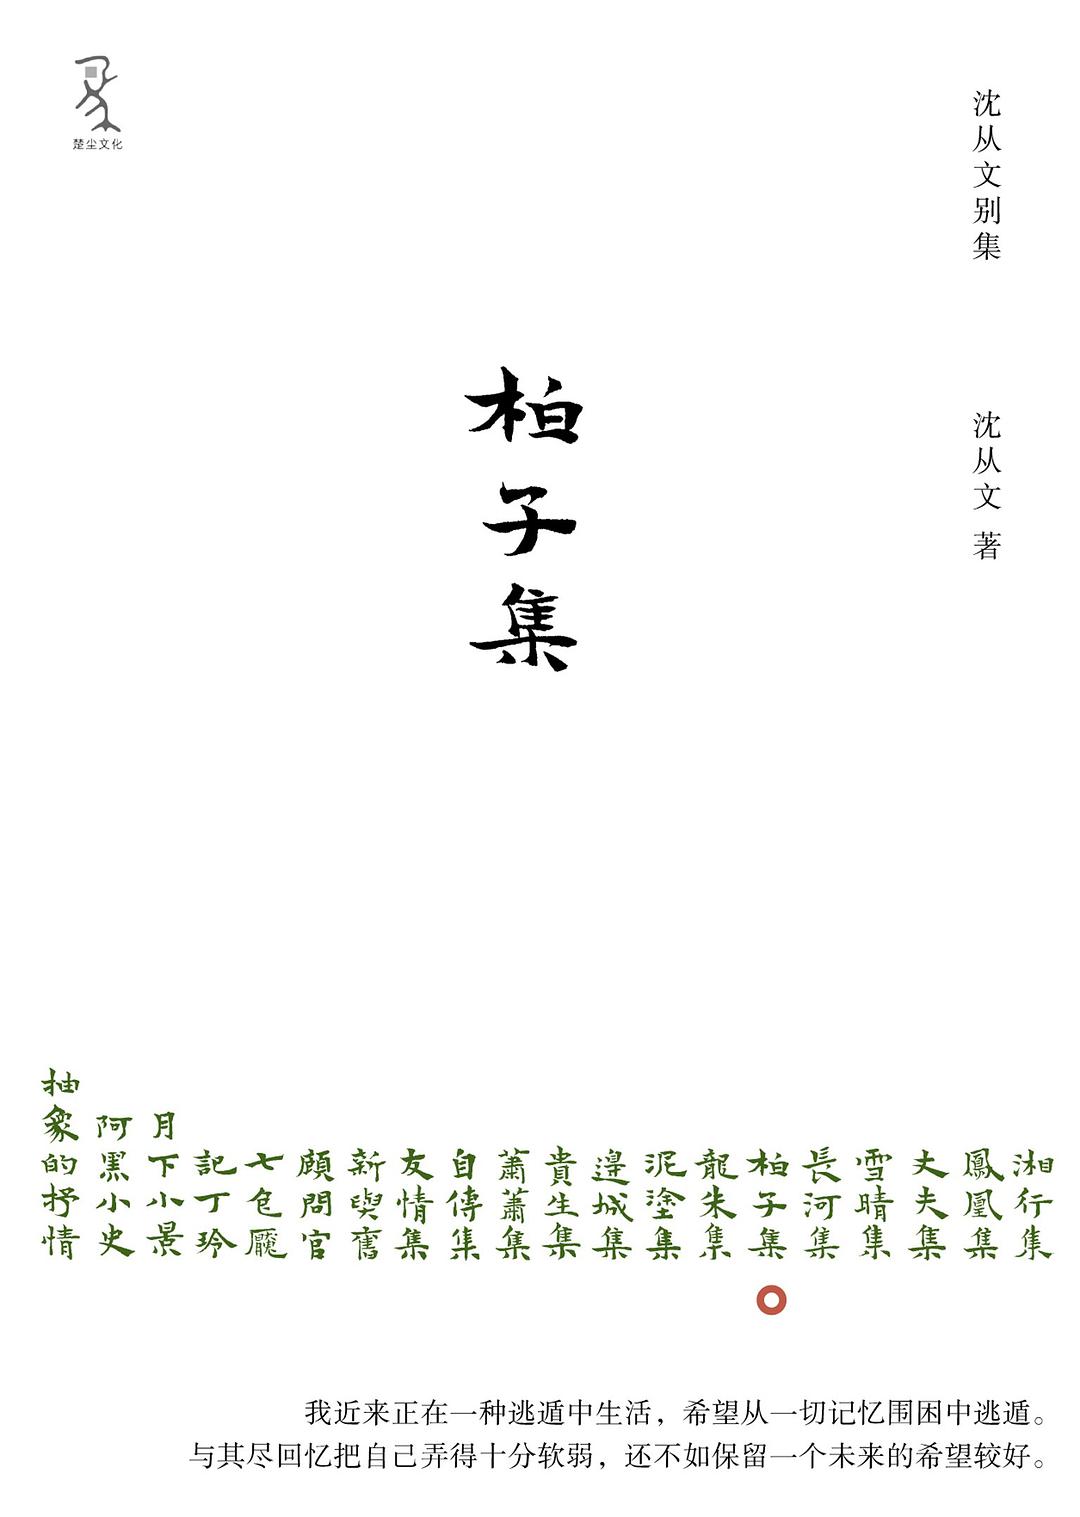 楚尘文化
沈从文别集
沈从文 著
柏子集
湘行集
鳳凰集
丈夫集
雪晴集
長河集
柏子集
龍朱集
泥塗集
邊城集
貴生集
蕭蕭集
自傳集
友情集
新與舊
顧問官
七色魘
記丁玲
月下小景
阿黑小史
抽象的抒情
我近来正在一种逃遁中生活，希望从一切记忆围困中逃遁。
与其尽回忆把自己弄得十分软弱，还不如保留一个未来的希望较好。